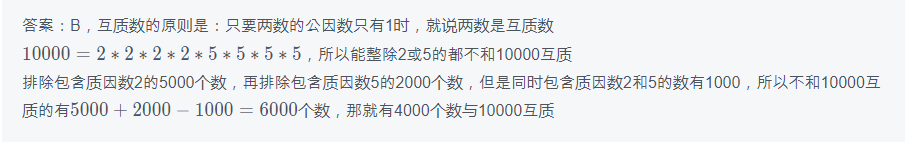 答案：B，互质数的原则是：只要两数的公因数只有1时，就说两数是互质数
10000 = 2 * 2 * 2 * 2 * 5 * 5 * 5 * 5，所以能整除2或5的都不和10000互质
排除包含质因数2的5000个数，再排除包含质因数5的2000个数，但是同时包含质因数2和5的数有1000，所以不和10000互
质的有5000 + 2000 − 1000 = 6000个数，那就有4000个数与10000互质